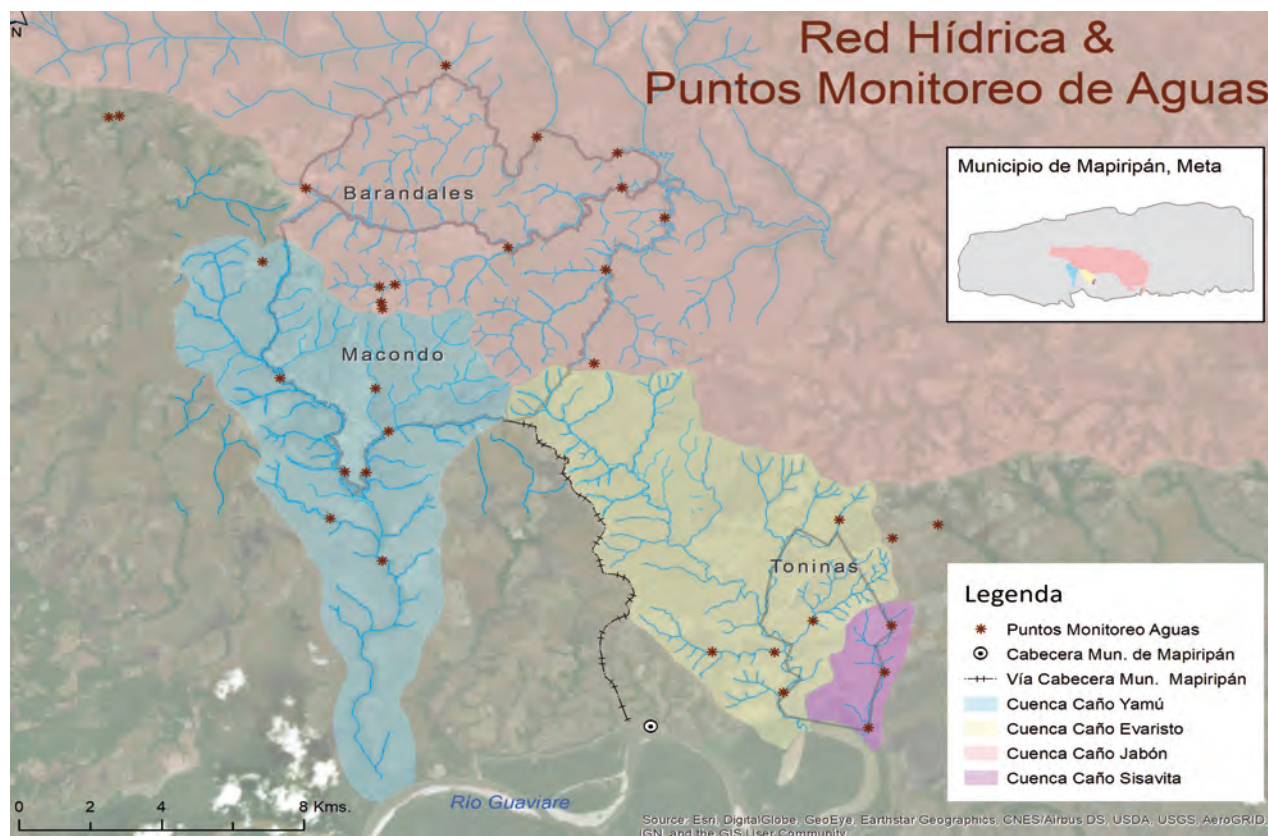 N
Red Hídrica &
Puntos Monitoreo de Aguas
Municipio de Mapiripán, Meta
Barandales
Macondo
Toninas
Legenda
Puntos Monitoreo Aguas
Cabecera Mun. de Mapiripán
Vía Cabecera Mun. Mapiripán
Cuenca Caño Yamú
Cuenca Caño Evaristo
Cuenca Caño Jabón
Cuenca Caño Sisavita
0 2 4 8 Kms.
Río Guaviare
Source: Esri, DigitalGlobe, GeoEye, Earthstar Geographics, CNES/Airbus DS, USDA, USGS, AeroGRID,
IGN, and the GIS User Community